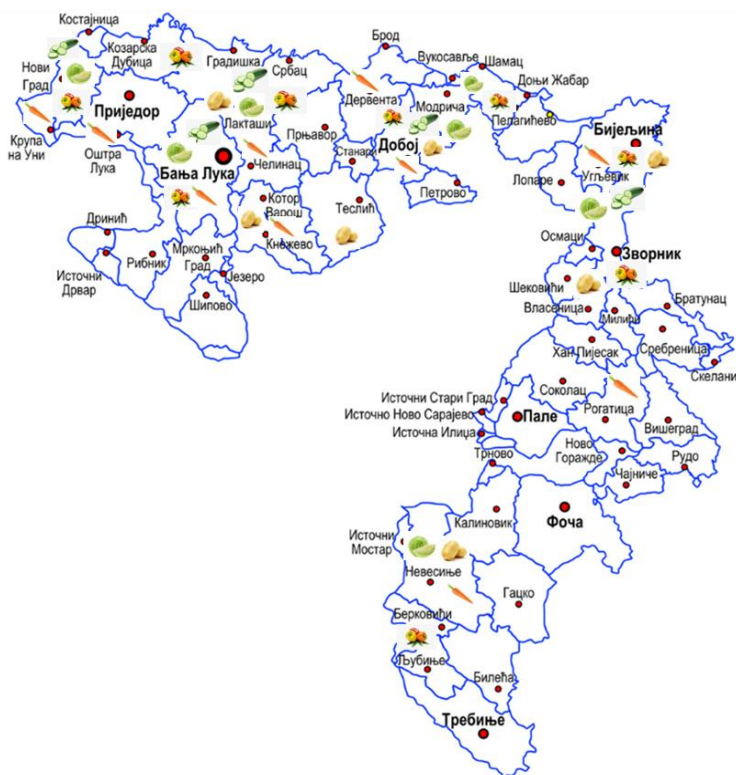 Костајница
Козарска
Дубица
Градишка
Србац
Брод
Вукосавље
Шамац
Доњи Жабар
Нови
Град
Приједор
Дервента
Модрича
Пелагићево
Бијељина
Лакташи
Прњавор
Добој
Крупа
на Уни
Оштра
Лука
Бања Лука
Челинац
Станари
Петрово
Лопаре
Угљевик
Котор
Варош
Теслић
Кнежево
Дринић
Источни
Дрвар
Рибник
Мркоњић
Град
Језеро
Шипово
Осмаци
Зворник
Шековићи
Власеница
Милићи
Братунац
Сребреница
Скелани
Хан Пијесак
Соколац
Источни Стари Град
Источно Ново Сарајево
Источна Илиџа
Пале
Рогатица
Вишеград
Трново
Ново
Горажде
Рудо
Чајниче
Калиновик
Фоча
Источни
Мостар
Невесиње
Гацко
Берковићи
Љубиње
Билећа
Требиње